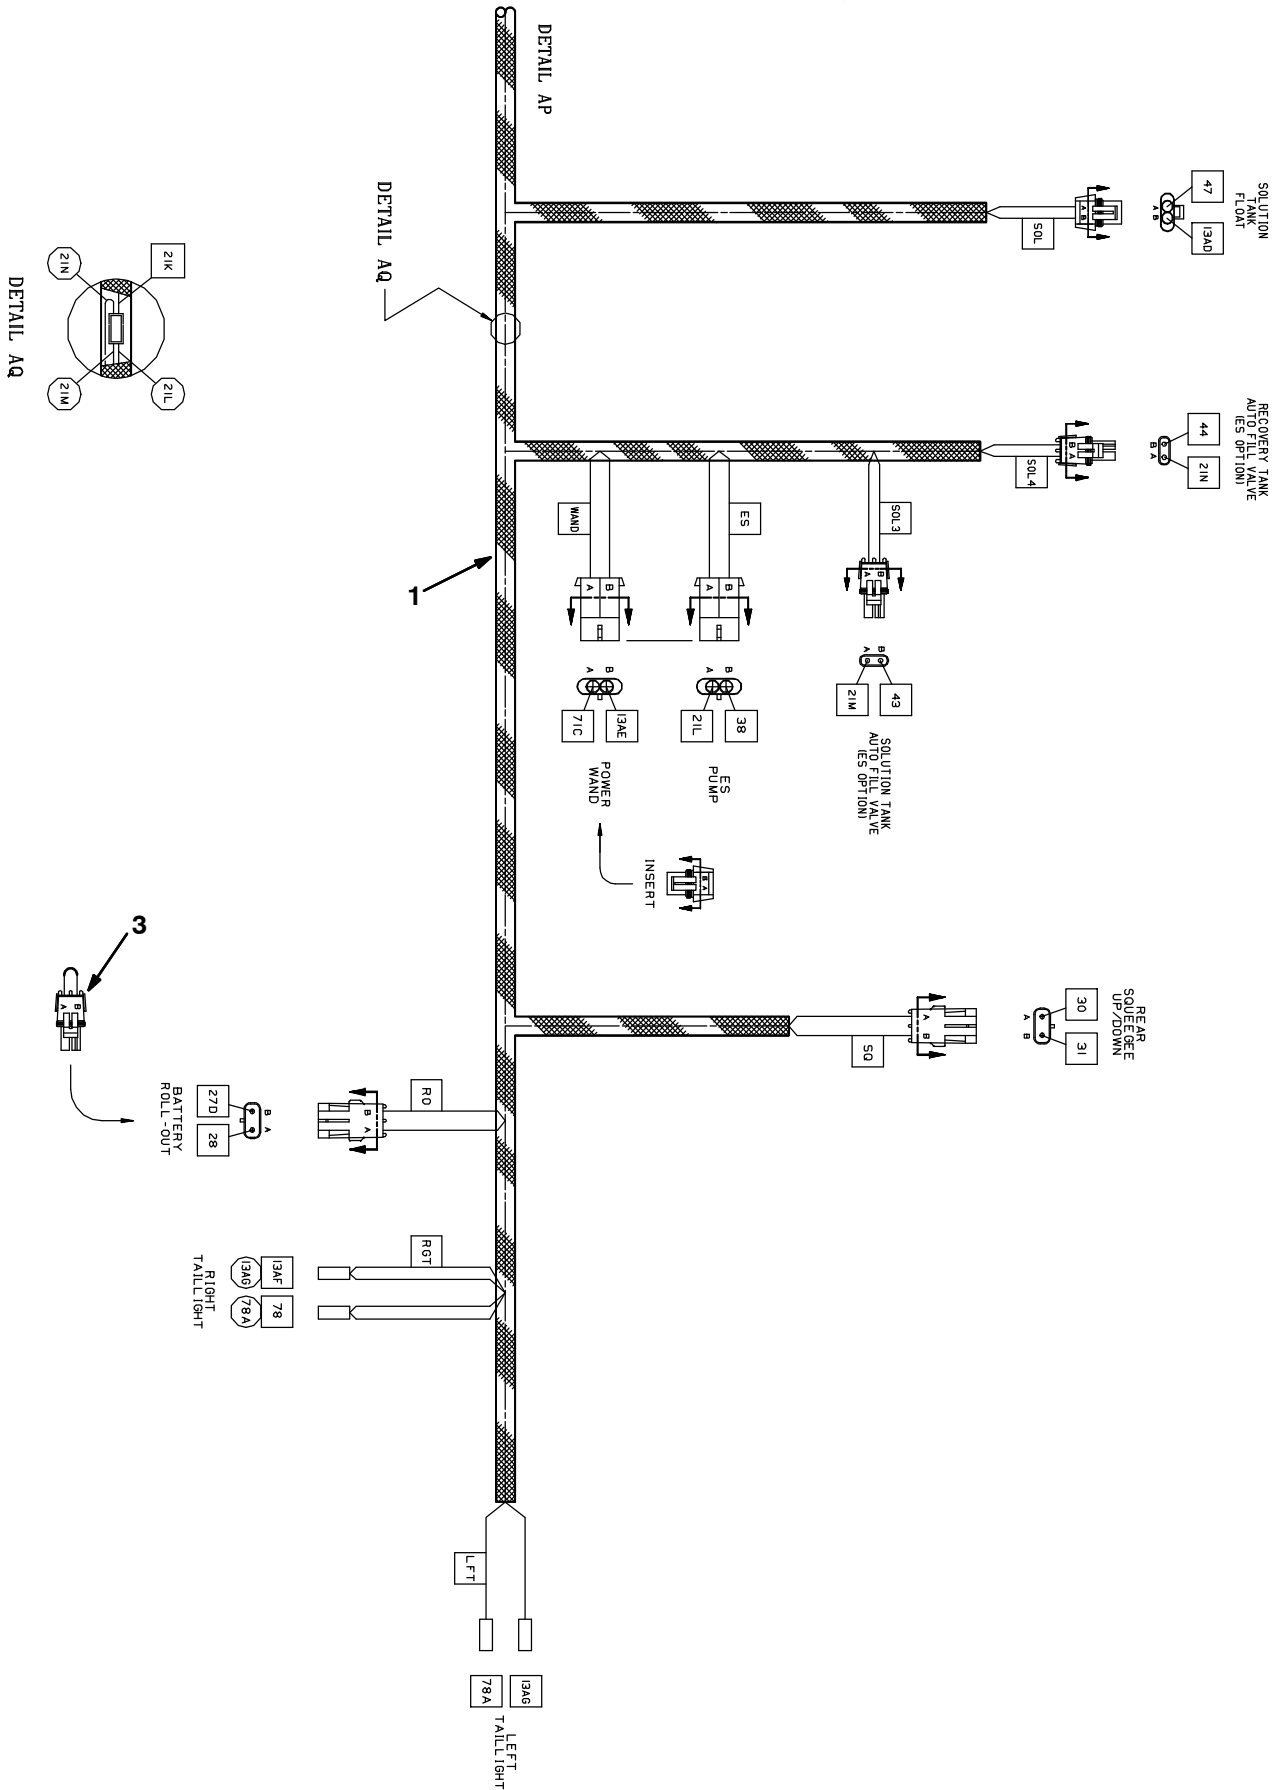 DETAIL AP
SOLUTION
TANK
FLOAT
47
13AD
A B
A B
SOL
DETAIL AQ
21K
21N
21L
21M
DETAIL AQ
RECOVERY TANK
AUTO FILL VALVE
(ES OPTION)
44
21N
B A
B A
SOL4
WAND
ES
SOL3
A B
A B
A B
A B
A B
A B
71C
13AE
21L
38
21M
43
POWER
WAND
ES
PUMP
SOLUTION TANK
AUTO FILL VALVE
(ES OPTION)
1
INSERT
B A
REAR
SQUEEGEE
UP/DOWN
30
31
A B
A B
SQ
3
A B
BATTERY
ROLL-OUT
27D
28
B A
B A
RO
RIGHT
TAILLIGHT
13AG
13AF
78A
78
RGT
LFT
78A
13AG
LEFT
TAILLIGHT